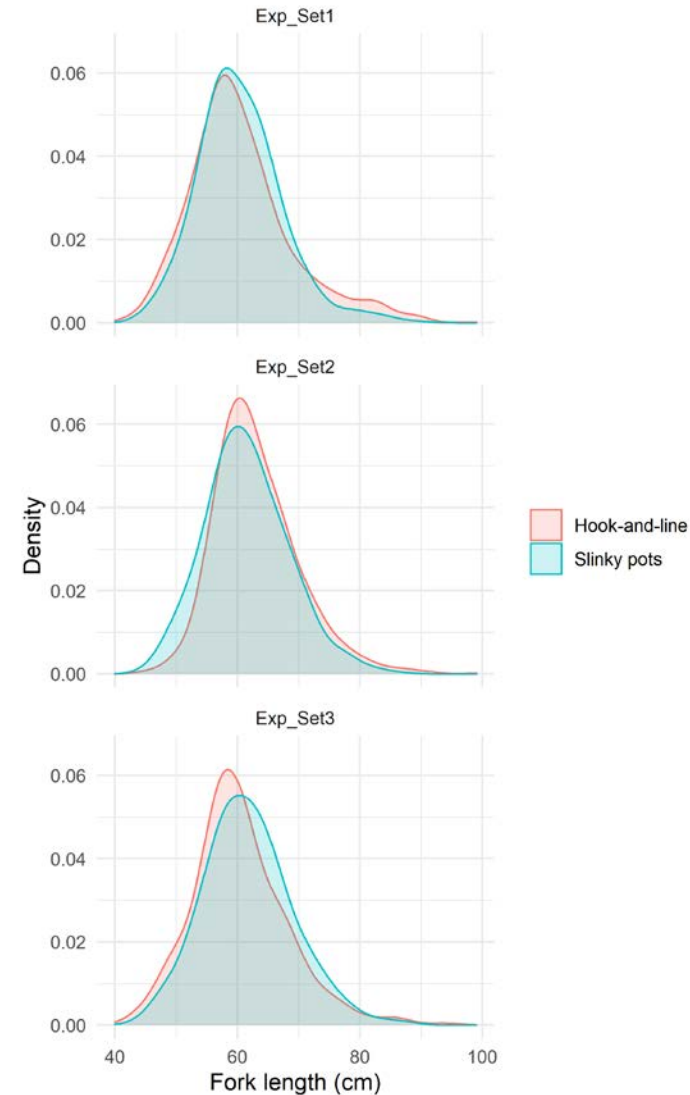 Exp_Set1
0.06
0.04
0.02
0.00
Exp_Set2
0.06
0.04
0.02
0.00
Density
Hook-and-line
Slinky pots
Exp_Set3
0.06
0.04
0.02
0.00
40 60 80 100
Fork length (cm)